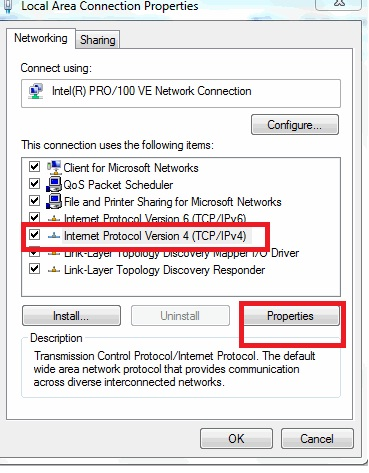 Local Area Connection Properties
Networking
Sharing
Connect using:
Intel(R) PRO/100 VE Network Connection
Configure...
This connection uses the following items:
Client for Microsoft Networks
QoS Packet Scheduler
File and Printer Sharing for Microsoft Networks
Internet Protocol Version 6 (TCP/IPv6)
Internet Protocol Version 4 (TCP/IPv4)
Link-Layer Topology Discovery Mapper I/O Driver
Link-Layer Topology Discovery Responder
Install...
Uninstall
Properties
Description
Transmission Control Protocol/Internet Protocol. The default
wide area network protocol that provides communication
across diverse interconnected networks.
OK
Cancel